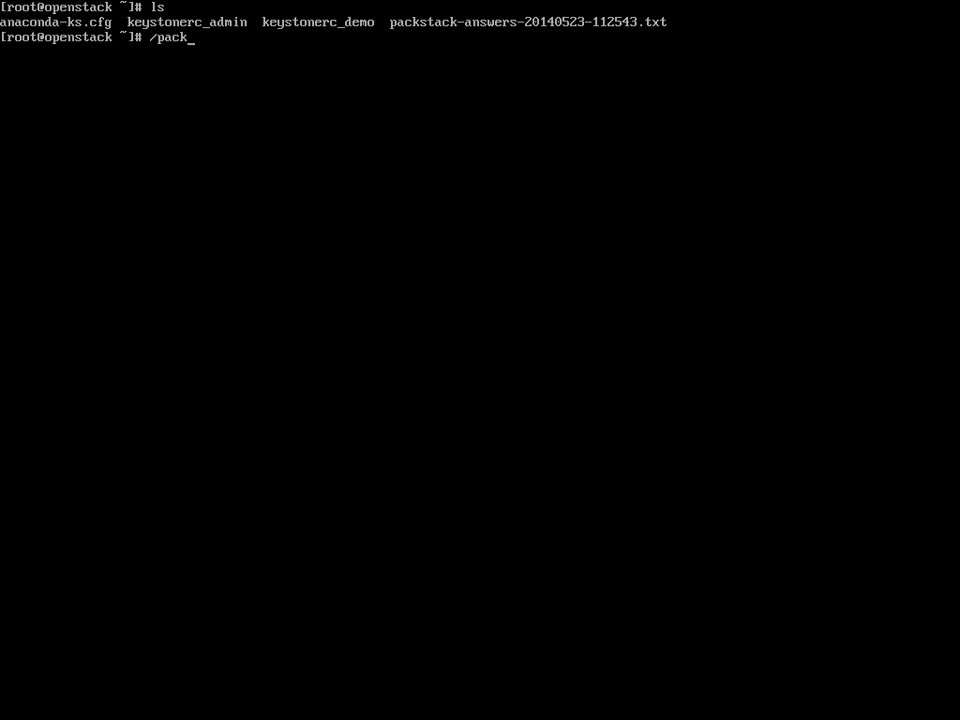 [root@openstack ~]# ls
anaconda-ks.cfg  keystonerc_admin  keystonerc_demo  packstack-answers-20140523-112543.txt
[root@openstack ~]# /pack_